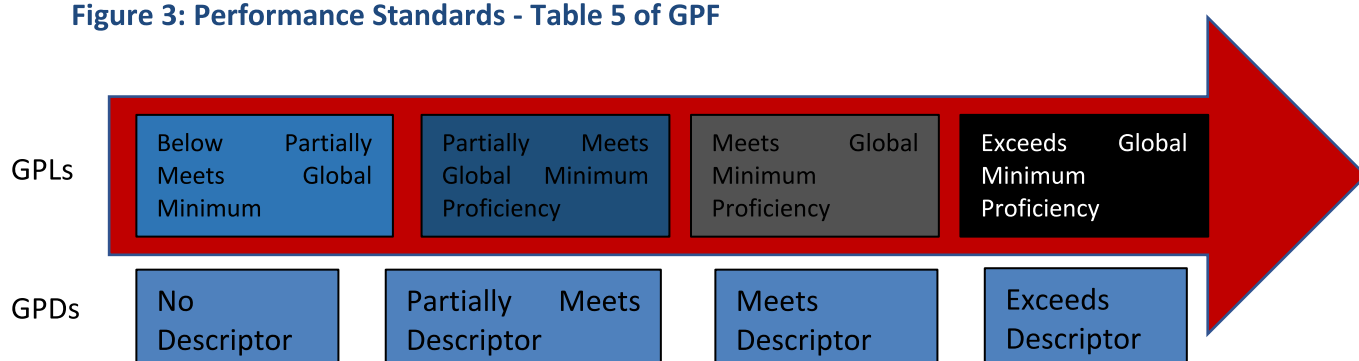 Figure 3: Performance Standards - Table 5 of GPF
GPLs
Below Partially
Meets Global
Minimum
Partially Meets
Global Minimum
Proficiency
Meets Global
Minimum
Proficiency
Exceeds Global
Minimum
Proficiency
GPDs
No
Descriptor
Partially Meets
Descriptor
Meets
Descriptor
Exceeds
Descriptor